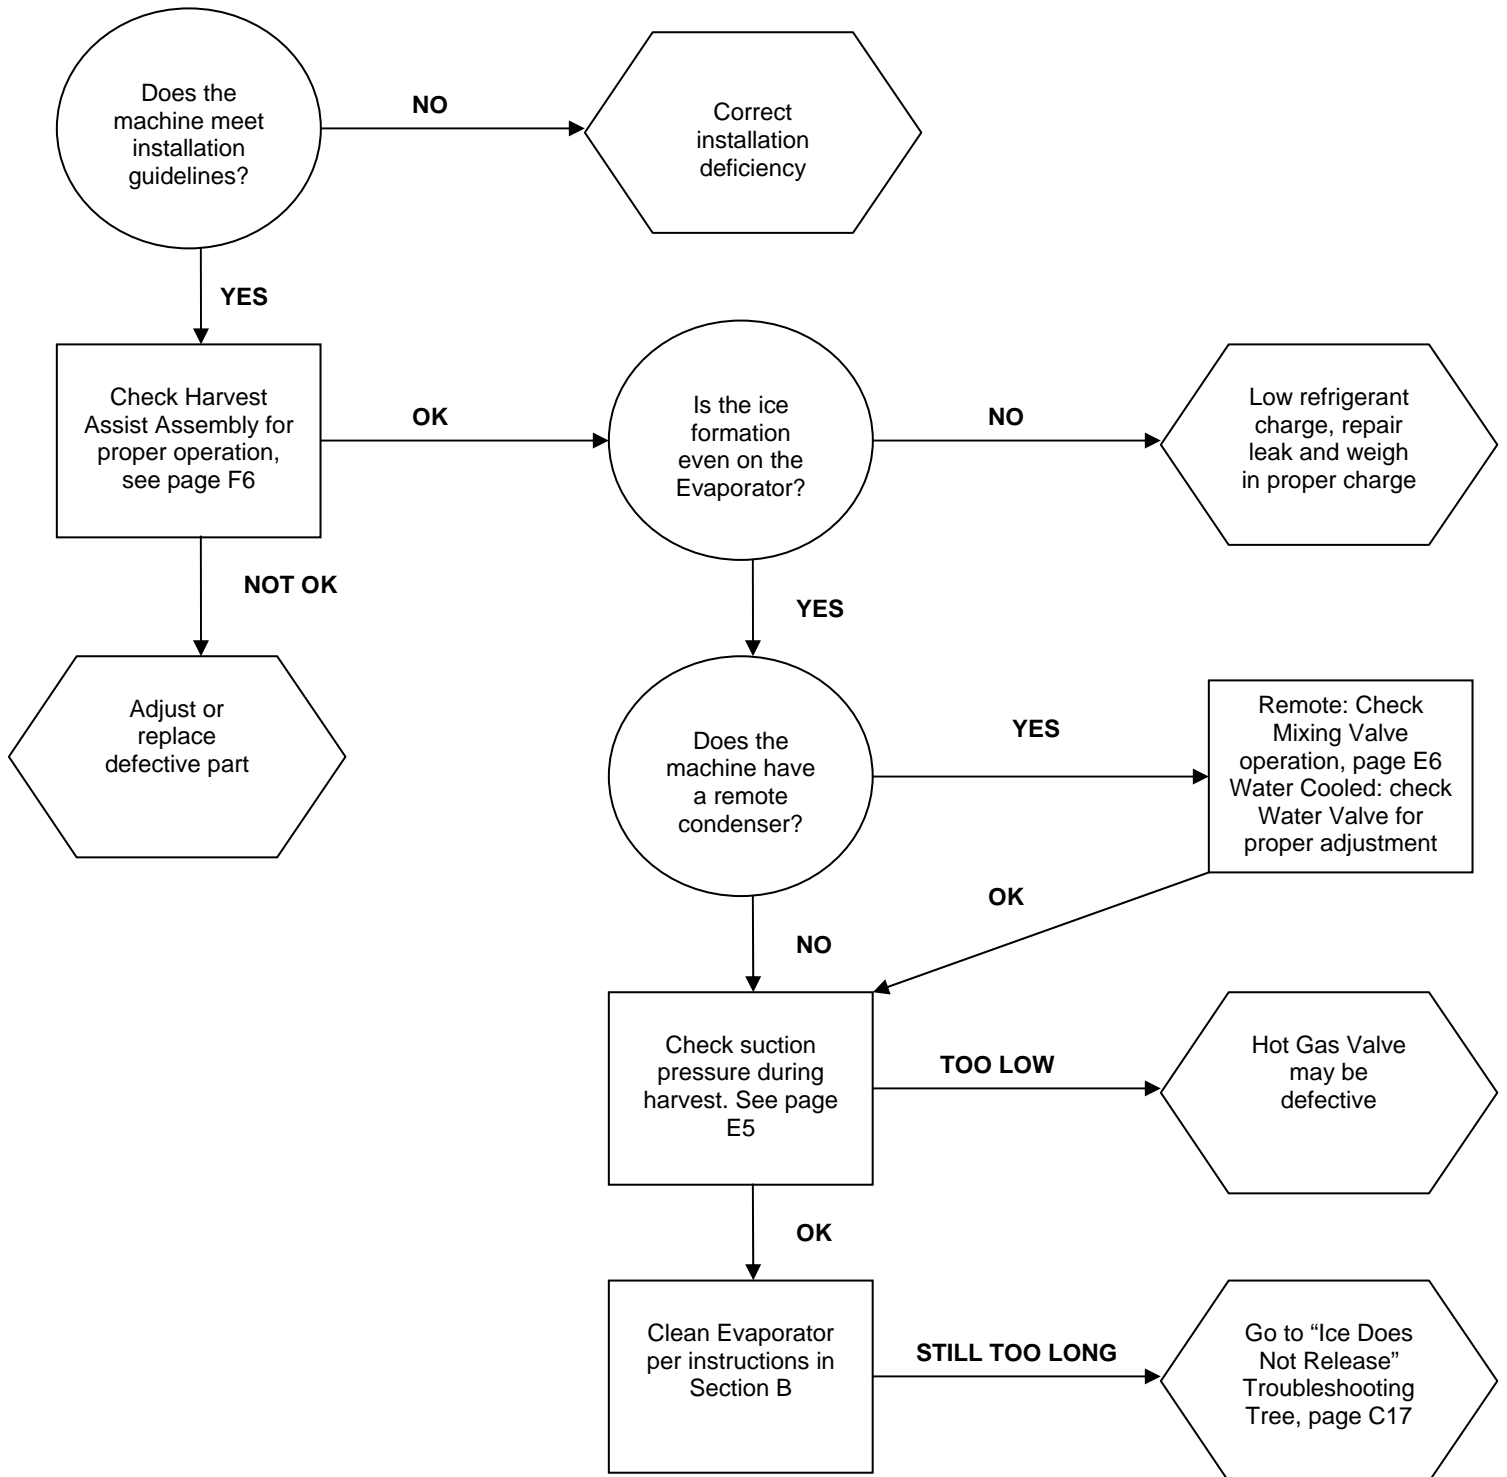 Does the
machine meet
installation
guidelines?
NO
Correct
installation
deficiency
YES
Check Harvest
Assist Assembly for
proper operation,
see page F6
OK
Is the ice
formation
even on the
Evaporator?
NO
Low refrigerant
charge, repair
leak and weigh
in proper charge
NOT OK
YES
Adjust or
replace
defective part
Does the
machine have
a remote
condenser?
YES
Remote: Check
Mixing Valve
operation, page E6
Water Cooled: check
Water Valve for
proper adjustment
OK
NO
Check suction
pressure during
harvest. See page
E5
TOO LOW
Hot Gas Valve
may be
defective
OK
Clean Evaporator
per instructions in
Section B
STILL TOO LONG
Go to “Ice Does
Not Release”
Troubleshooting
Tree, page C17